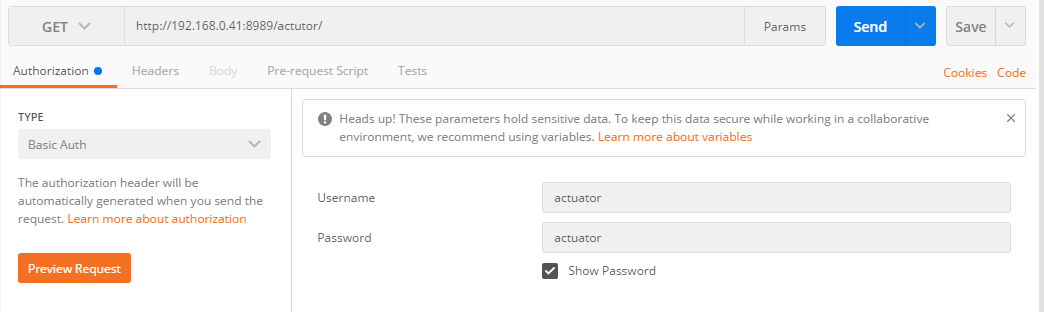 GET http://192.168.0.41:8989/actutor/ Params Send Save
Authorization Headers Body Pre-request Script Tests Cookies Code
TYPE
Basic Auth
The authorization header will be
automatically generated when you send the
request. Learn more about authorization
Preview Request
Heads up! These parameters hold sensitive data. To keep this data secure while working in a collaborative
environment, we recommend using variables. Learn more about variables
Username actuator
Password actuator
Show Password